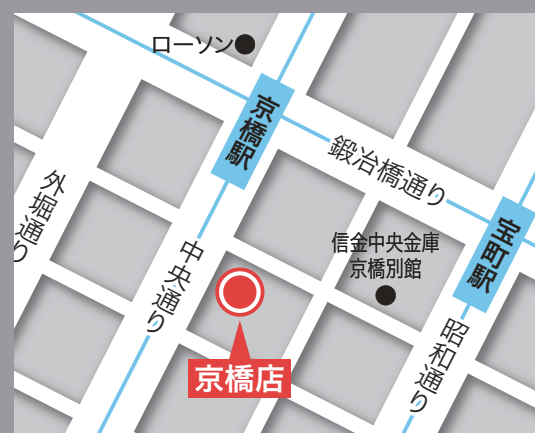 ローソン
京橋駅
鍛冶橋通り
外堀通り
宝町駅
信金中央金庫
京橋別館
中央通り
昭和通り
京橋店